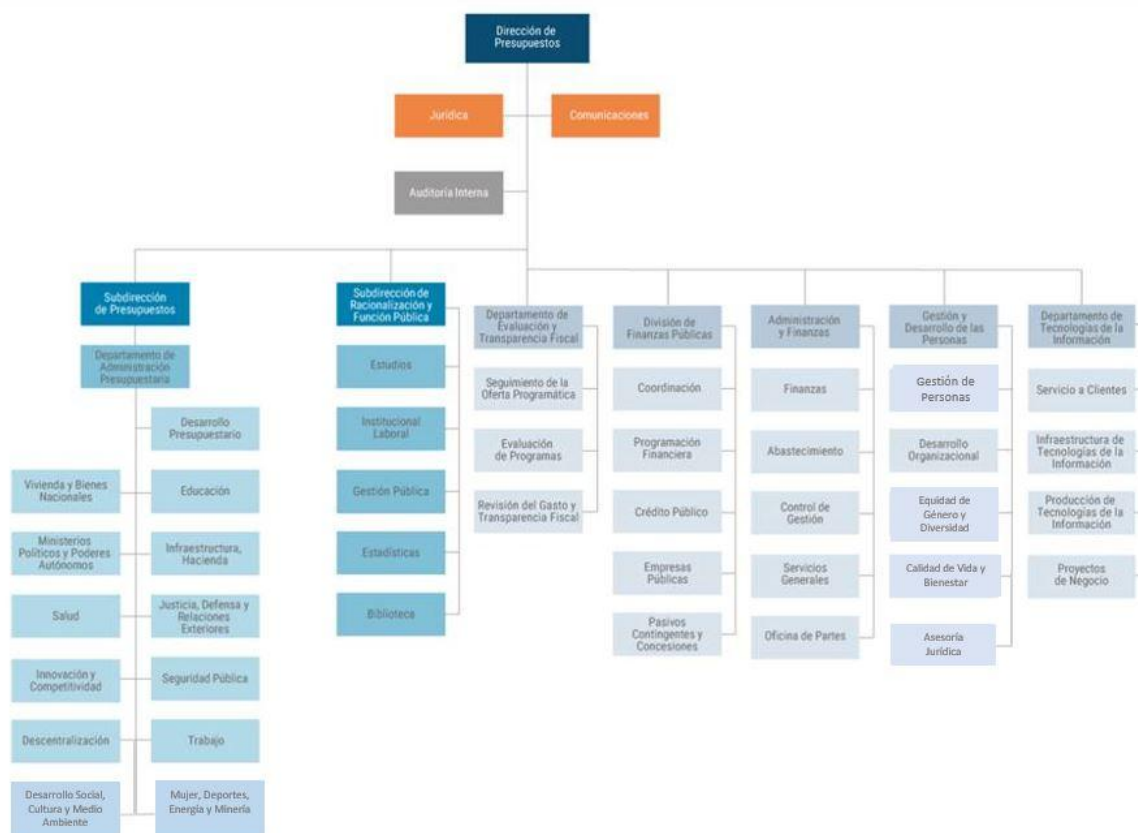 Dirección de
Presupuestos
Jurídica
Comunicaciones
Auditoría Interna
Subdirección
de Presupuestos
Departamento de
Administración
Presupuestaria
Desarrollo
Presupuestario
Vivienda y Bienes
Nacionales
Educación
Ministerios
Políticos y Poderes
Autónomos
Infraestructura,
Hacienda
Salud
Justicia, Defensa y
Relaciones
Exteriores
Innovación y
Competitividad
Seguridad Pública
Descentralización
Trabajo
Desarrollo Social,
Cultura y Medio
Ambiente
Mujer, Deportes,
Energía y Minería
Subdirección de
Racionalización y
Función Pública
Estudios
Institucional
Laboral
Gestión Pública
Estadísticas
Biblioteca
Departamento de
Evaluación y
Transparencia Fiscal
Seguimiento de la
Oferta Programática
Evaluación
de Programas
Revisión del Gasto y
Transparencia Fiscal
División de
Finanzas Públicas
Coordinación
Programación
Financiera
Crédito Público
Empresas
Públicas
Pasivos
Contingentes y
Concesiones
Administración
y Finanzas
Finanzas
Abastecimiento
Control de
Gestión
Servicios
Generales
Oficina de Partes
Gestión y
Desarrollo de las
Personas
Gestión de
Personas
Desarrollo
Organizacional
Equidad de
Género y
Diversidad
Calidad de Vida y
Bienestar
Asesoría
Jurídica
Departamento de
Tecnologías de la
Información
Servicio a Clientes
Infraestructura de
Tecnologías de la
Información
Producción de
Tecnologías de la
Información
Proyectos
de Negocio